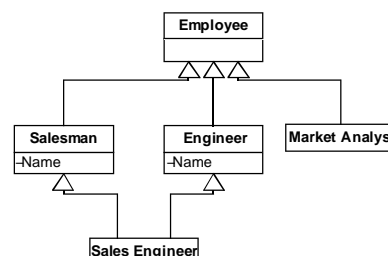 Employee
Salesman
-Name
Engineer
-Name
Market Analys
Sales Engineer